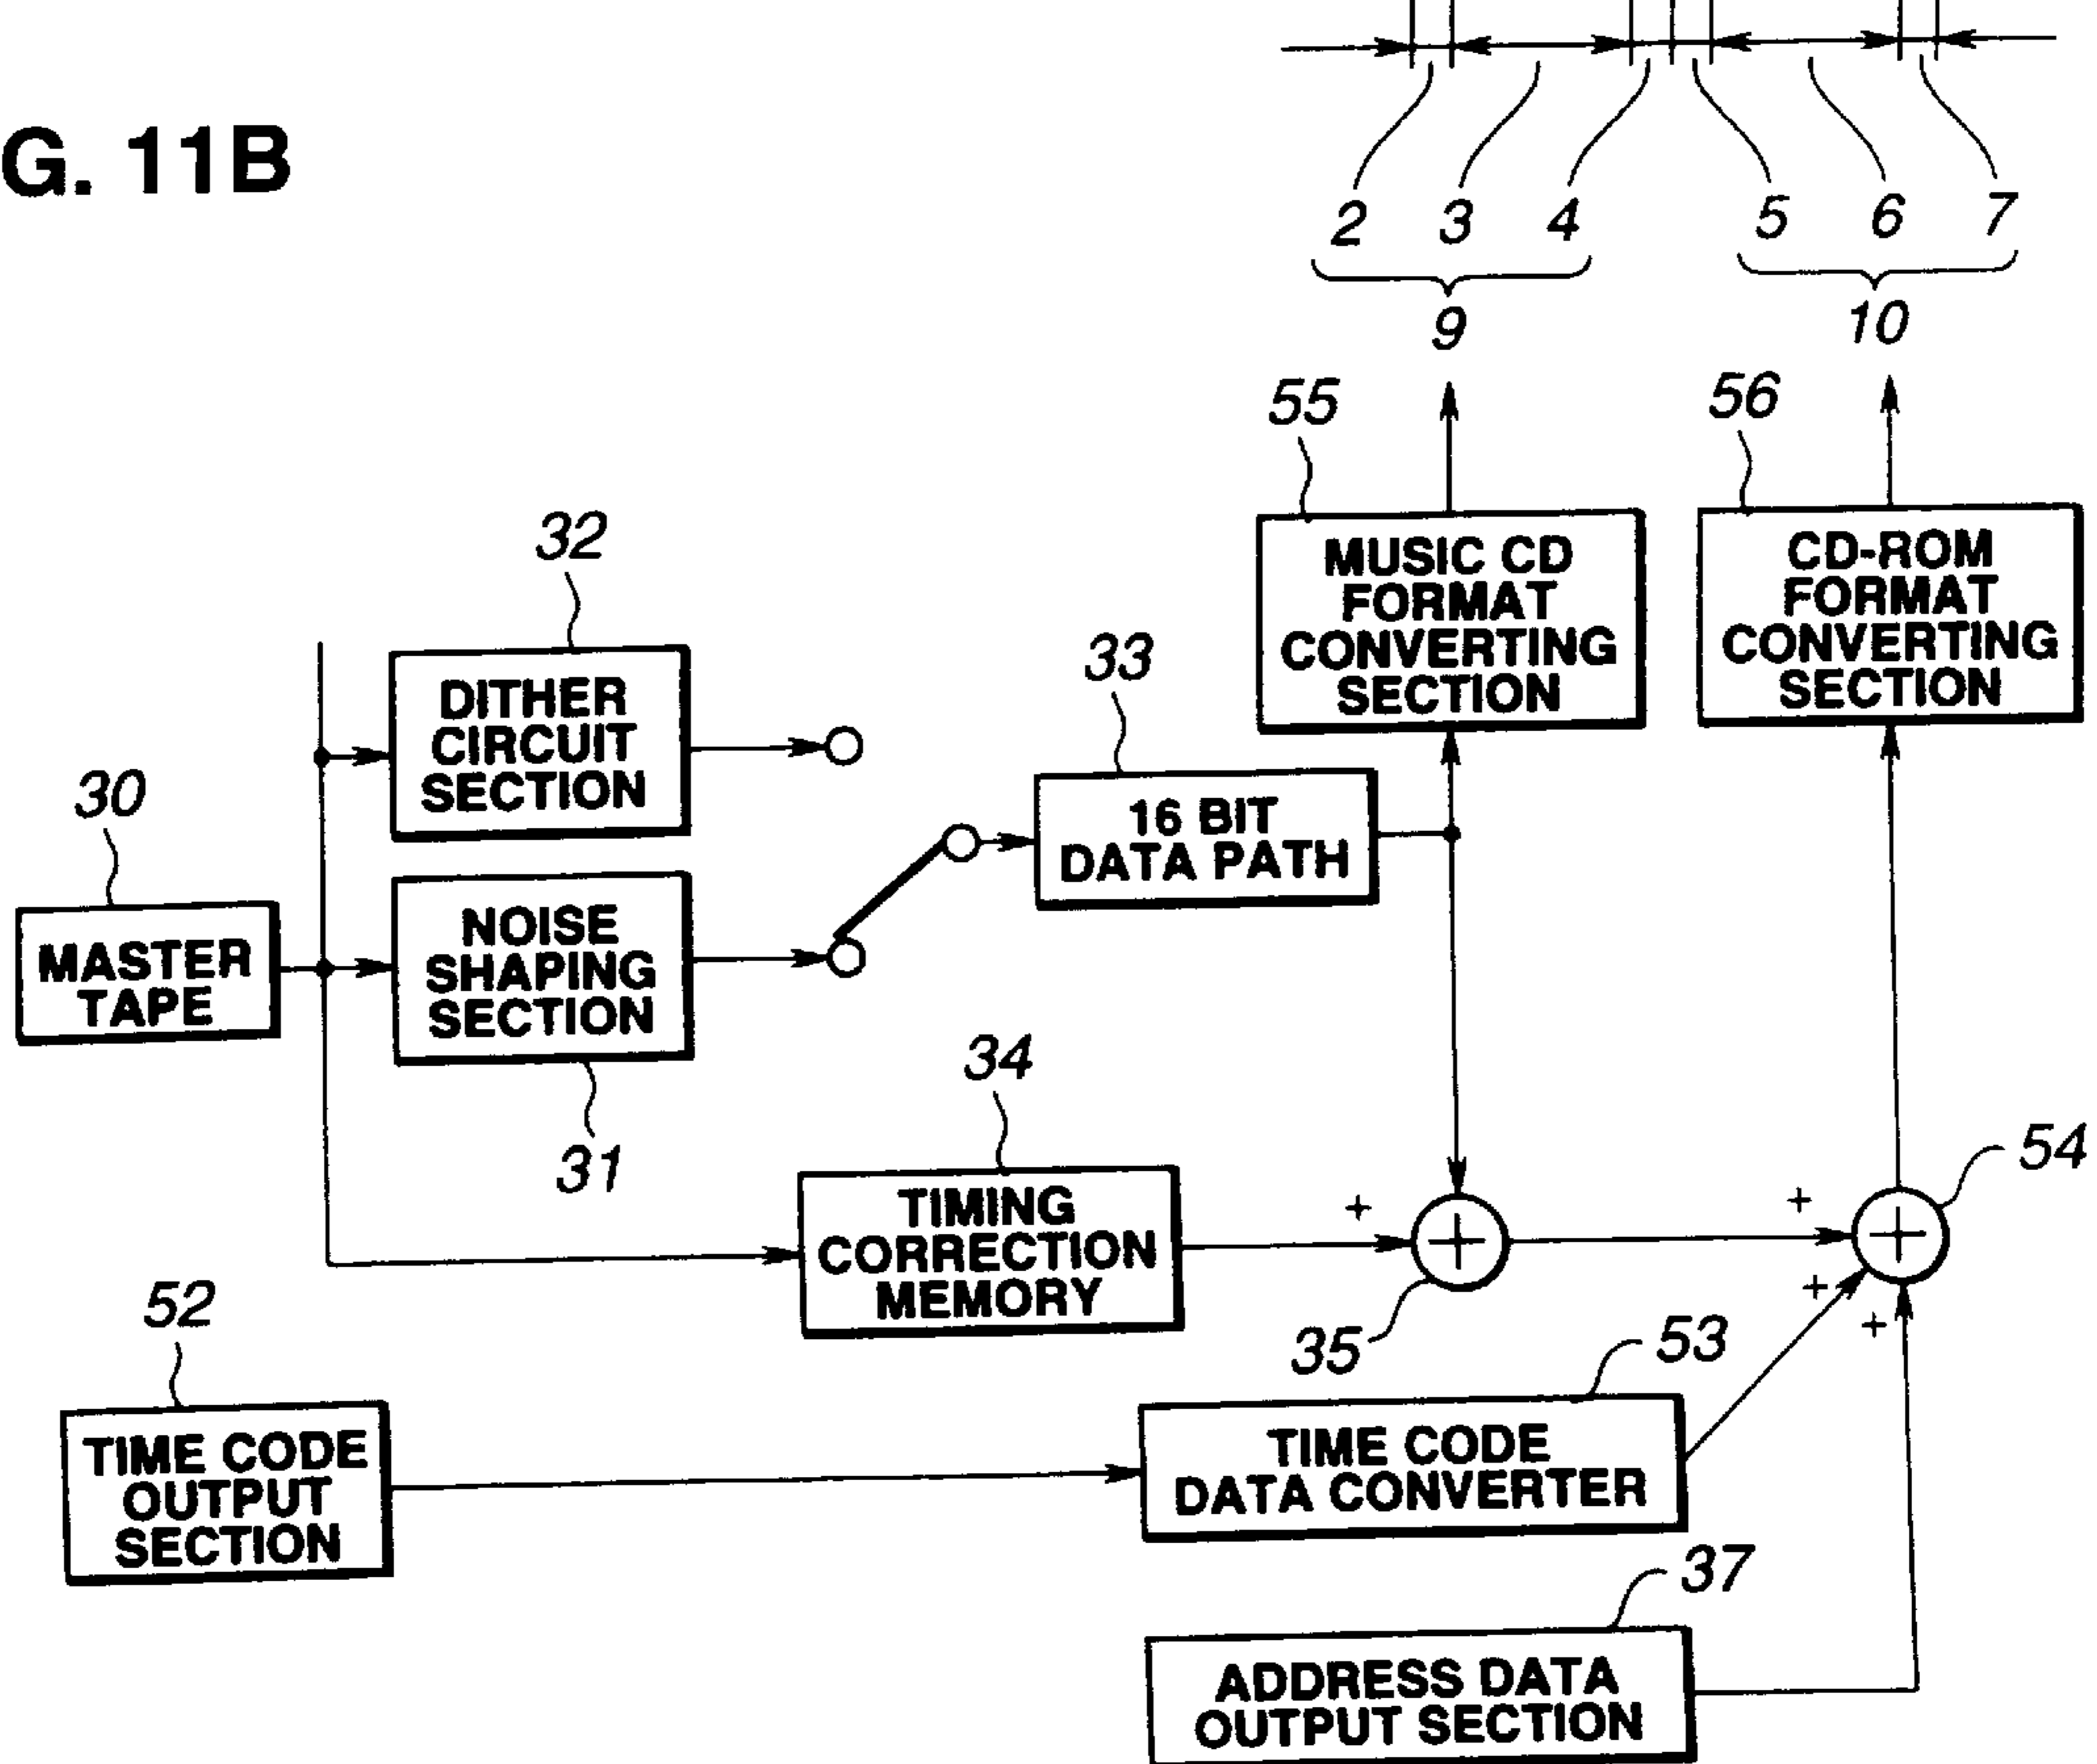 G. 11B
2 3 4 5 6 7
9 10
55
56
MUSIC CD
FORMAT
CONVERTING
SECTION
CD-ROM
FORMAT
CONVERTING
SECTION
32
DITHER
CIRCUIT
SECTION
33
16 BIT
DATA PATH
30
MASTER
TAPE
NOISE
SHAPING
SECTION
31
34
TIMING
CORRECTION
MEMORY
+
+
35
+
+
54
+
+
52
TIME CODE
OUTPUT
SECTION
53
TIME CODE
DATA CONVERTER
37
ADDRESS DATA
OUTPUT SECTION